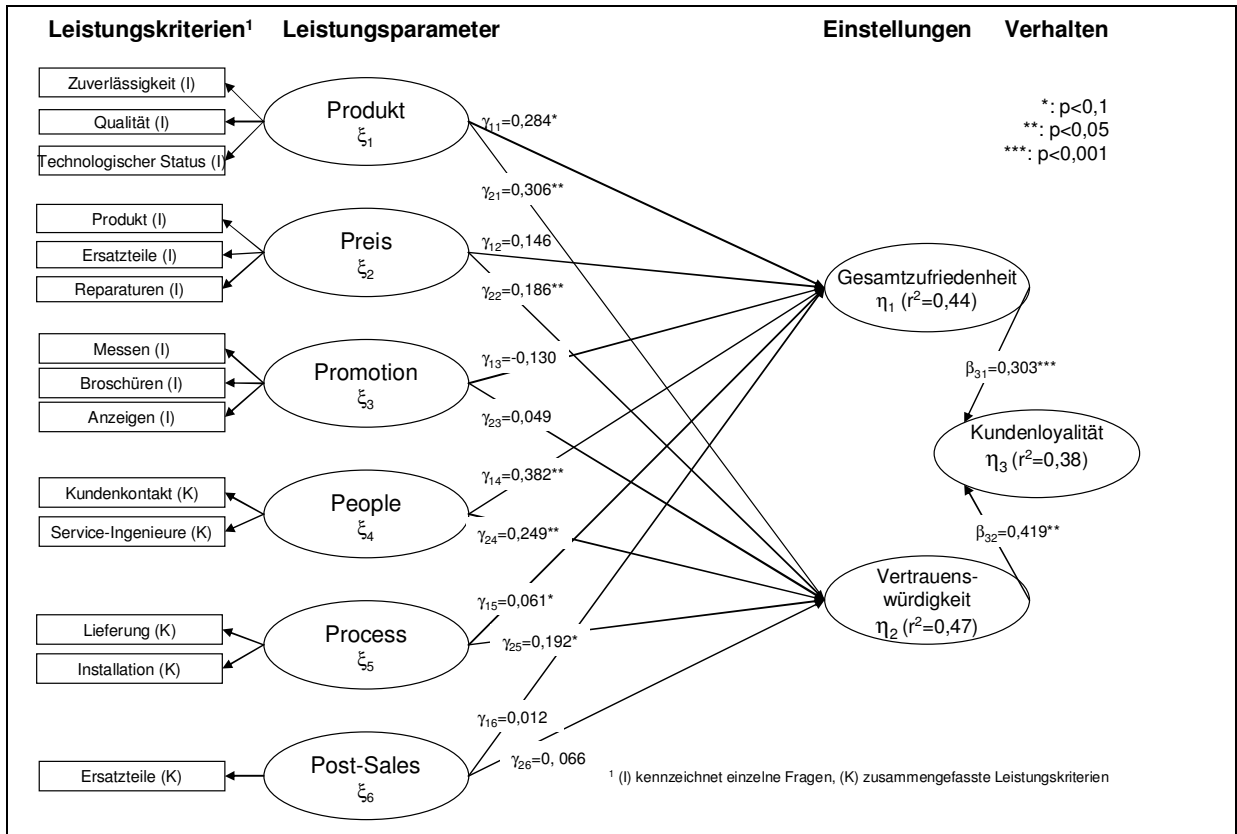 Leistungskriterien¹ Leistungsparameter Einstellungen Verhalten
*: p<0,1
**: p<0,05
***: p<0,001
Zuverlässigkeit (I)
Qualität (I)
Technologischer Status (I)
Produkt
ξ1
γ11=0,284*
γ21=0,306**
Produkt (I)
Ersatzteile (I)
Reparaturen (I)
Preis
ξ2
γ12=0,146
γ22=0,186**
Messen (I)
Broschüren (I)
Anzeigen (I)
Promotion
ξ3
γ13=-0,130
γ23=0,049
Kundenkontakt (K)
Service-Ingenieure (K)
People
ξ4
γ14=0,382**
γ24=0,249**
Lieferung (K)
Installation (K)
Process
ξ5
γ15=0,061*
γ25=0,192*
Ersatzteile (K)
Post-Sales
ξ6
γ16=0,012
γ26=0, 066
Gesamtzufriedenheit
η1 (r²=0,44)
β31=0,303***
Kundenloyalität
η3 (r²=0,38)
β32=0,419**
Vertrauens-
würdigkeit
η2 (r²=0,47)
¹ (I) kennzeichnet einzelne Fragen, (K) zusammengefasste Leistungskriterien